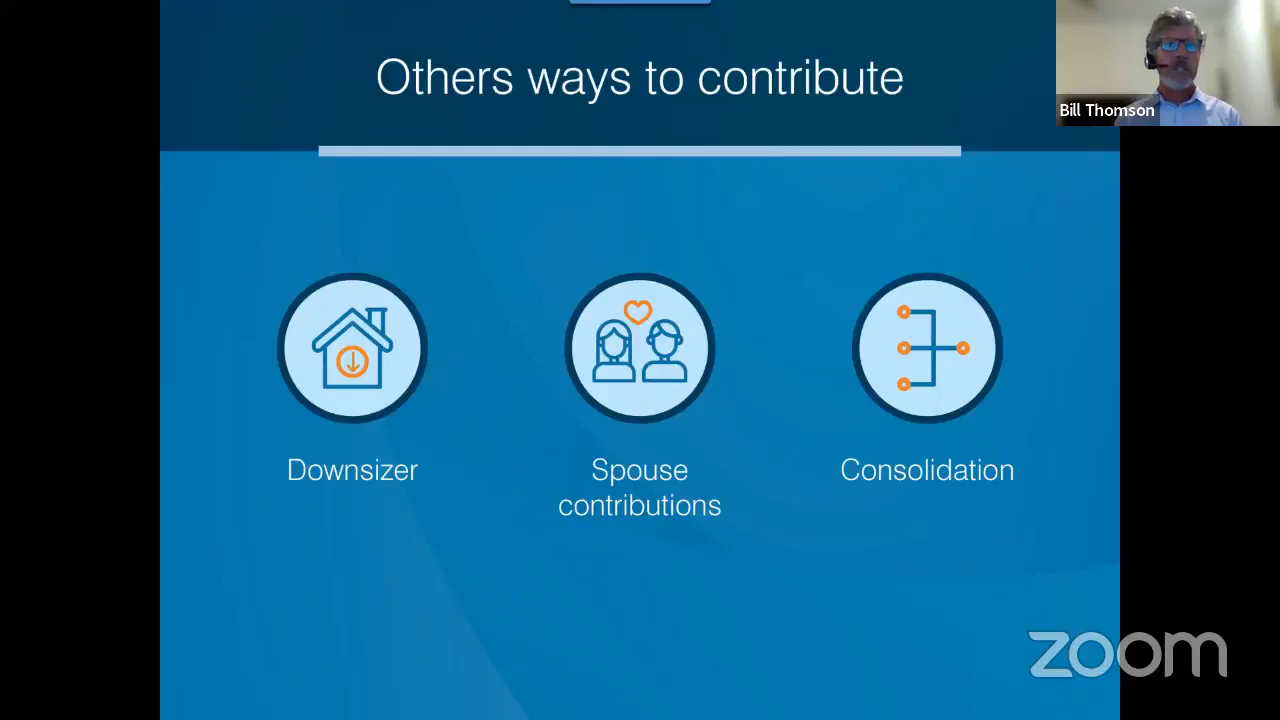 Others ways to contribute
Bill Thomson
Downsizer
Spouse
contributions
Consolidation
zoom